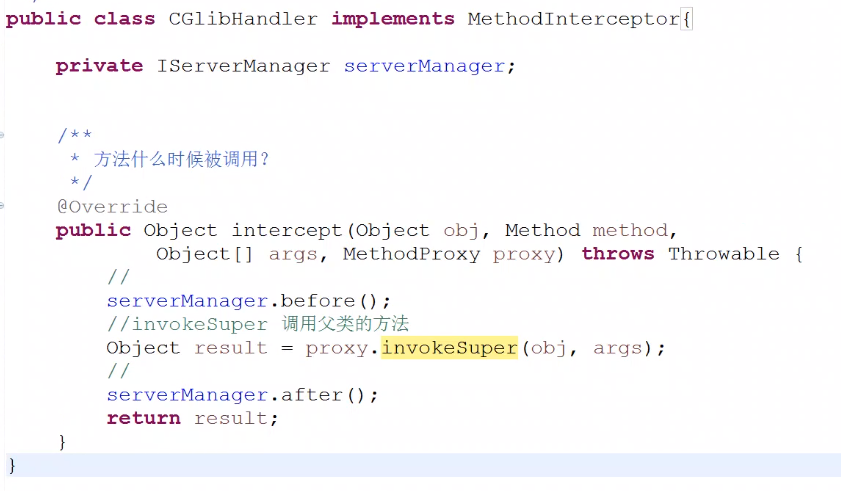 public class CGlibHandler implements MethodInterceptor{
private IServerManager serverManager;
/**
* 方法什么时候被调用?
*/
@Override
public Object intercept(Object obj, Method method,
Object[] args, MethodProxy proxy) throws Throwable {
//
serverManager.before();
//invokeSuper 调用父类的方法
Object result = proxy.invokeSuper(obj, args);
//
serverManager.after();
return result;
}
}